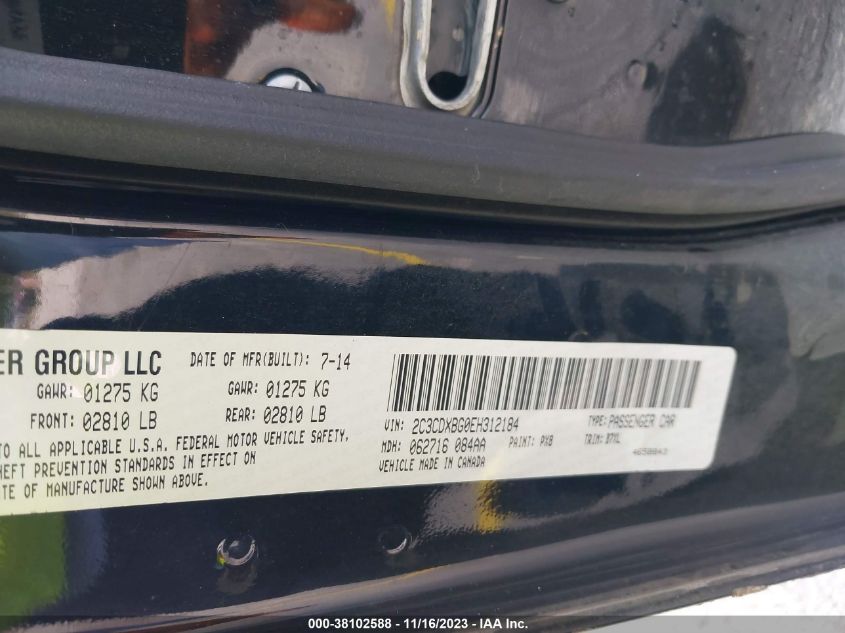 ER GROUP LLC DATE OF MFR(BUILT): 7-14
GAWR: 01275 KG GAWR: 01275 KG
FRONT: 02810 LB REAR: 02810 LB
TO ALL APPLICABLE U.S.A. FEDERAL MOTOR VEHICLE SAFETY,
HEFT PREVENTION STANDARDS IN EFFECT ON
TE OF MANUFACTURE SHOWN ABOVE.
VIN: 2C3CDXBG0EH312184 TYPE: PASSENGER CAR
MDH: 062716 084AA PAINT: PX8 TRIM: B7XL
VEHICLE MADE IN CANADA
000-38102588 - 11/16/2023 - IAA Inc.